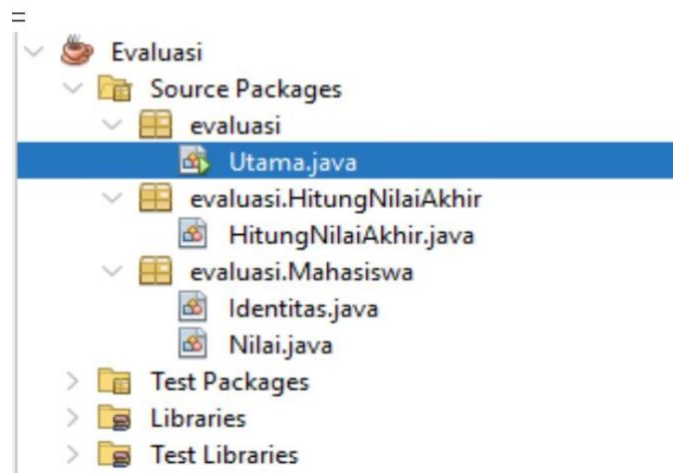 Evaluasi
Source Packages
evaluasi
Utama.java
evaluasi.HitungNilaiAkhir
HitungNilaiAkhir.java
evaluasi.Mahasiswa
Identitas.java
Nilai.java
Test Packages
Libraries
Test Libraries